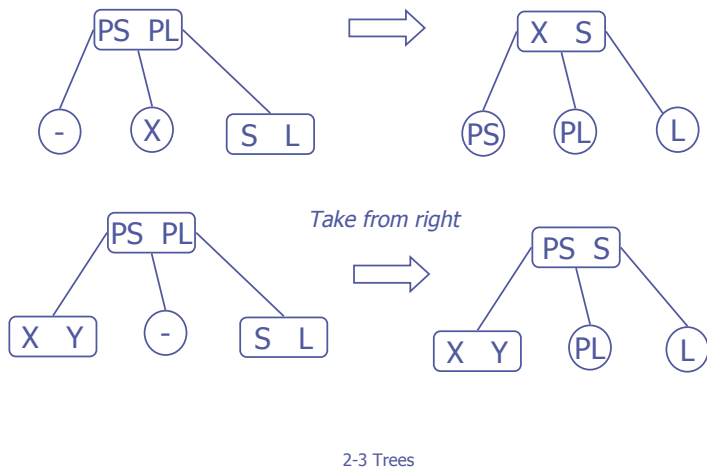 PS PL
X S
-
X
S L
PS
PL
L
Take from right
PS PL
PS S
X Y
-
S L
X Y
PL
L
2-3 Trees